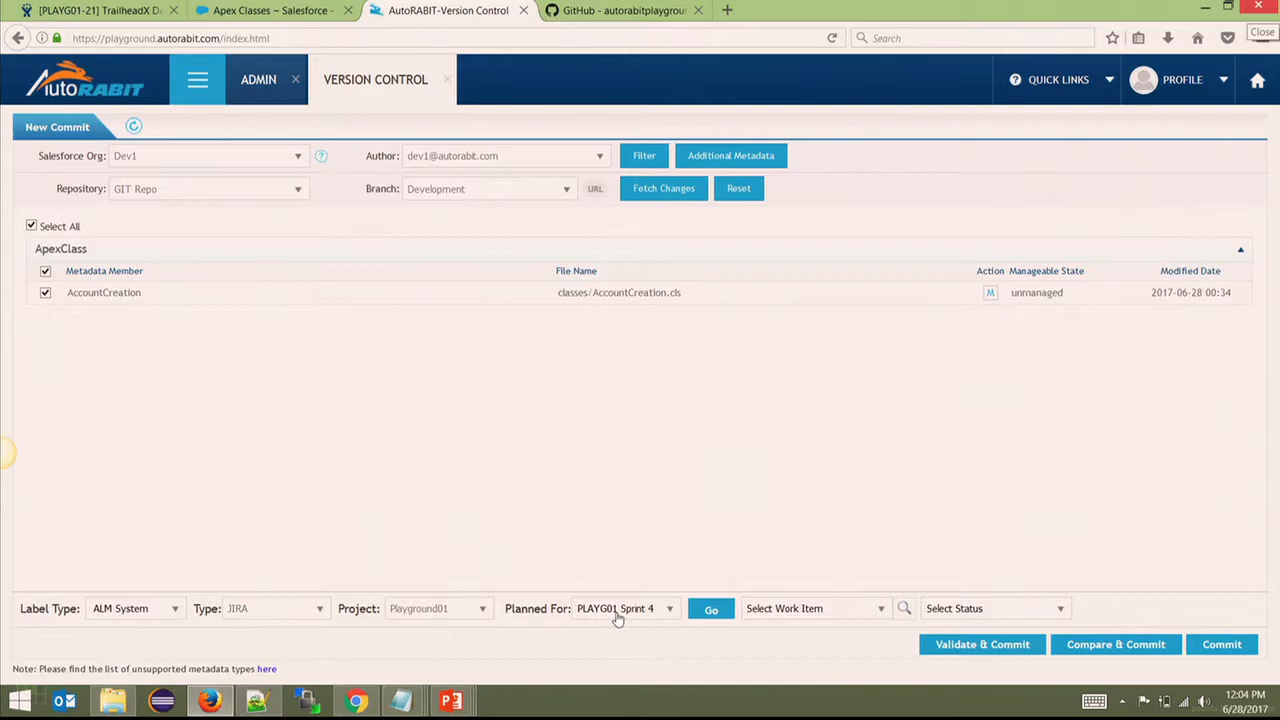 [PLAYG01-21] TrailheadX D
Apex Classes ~ Salesforce -
AutoRABIT-Version Control
GitHub - autorabitplaygrou
https://playground.autorabit.com/index.html
Search
Close
AutoRABIT
ADMIN
VERSION CONTROL
QUICK LINKS
PROFILE
New Commit
Salesforce Org: Dev1
Author: dev1@autorabit.com
Filter
Additional Metadata
Repository: GIT Repo
Branch: Development
URL
Fetch Changes
Reset
Select All
ApexClass
Metadata Member File Name Action Manageable State Modified Date
AccountCreation classes/AccountCreation.cls M unmanaged 2017-06-28 00:34
Label Type: ALM System Type: JIRA Project: Playground01 Planned For: PLAYG01 Sprint 4 Go Select Work Item Select Status
Validate & Commit Compare & Commit Commit
Note: Please find the list of unsupported metadata types here
12:04 PM
6/28/2017